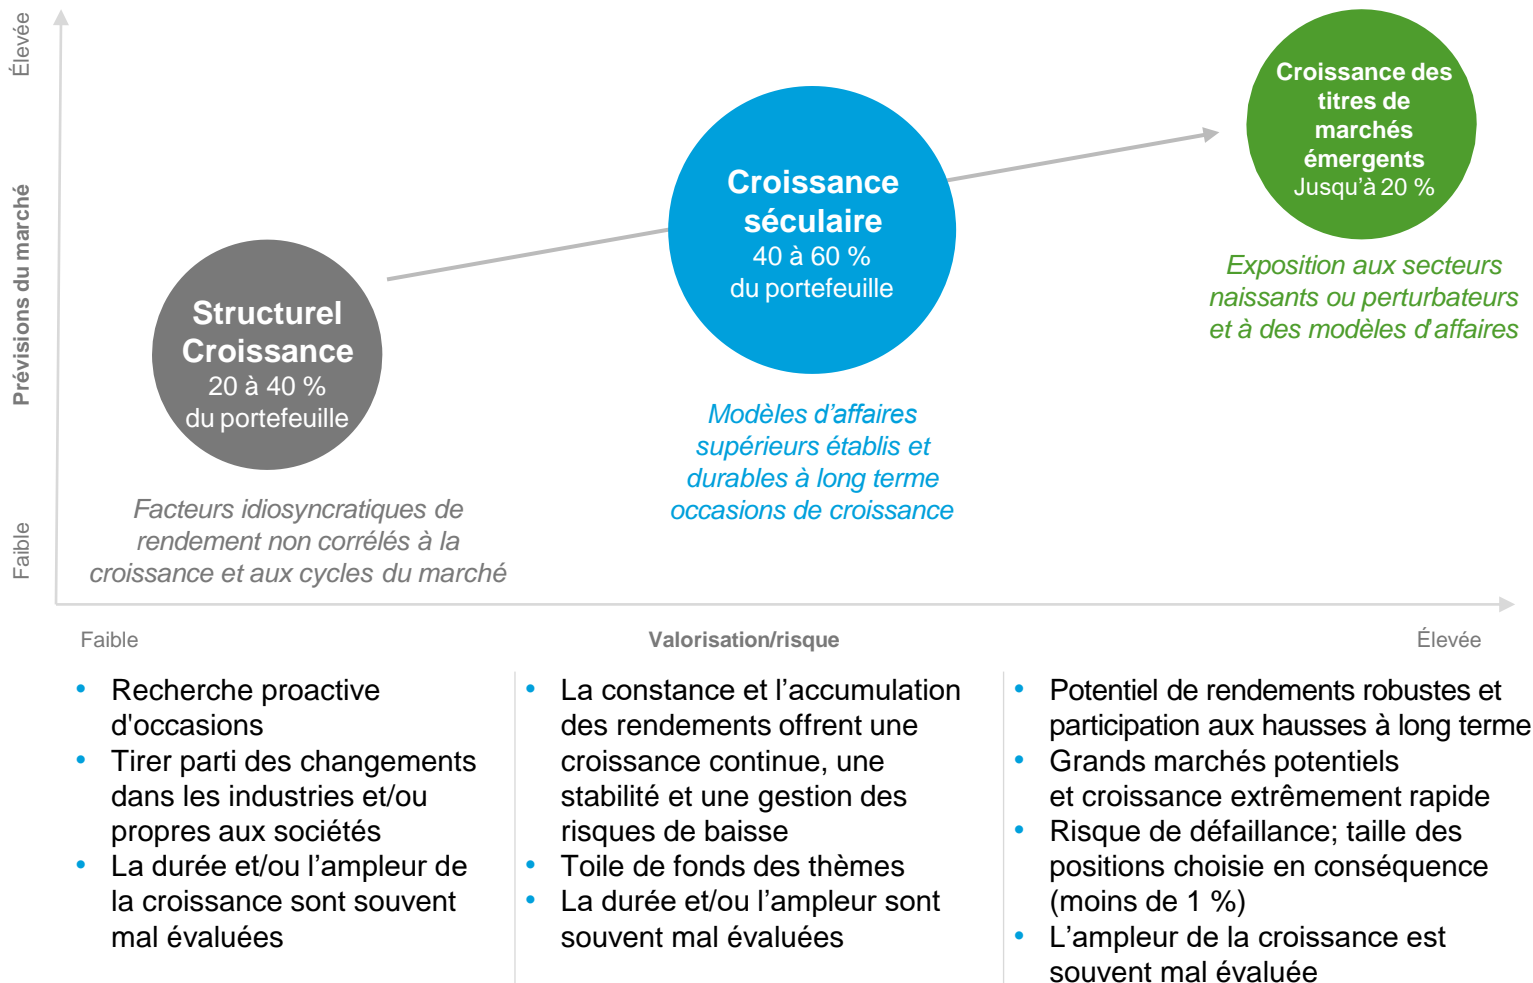 Élevée
Prévisions du marché
Faible
Structurel
Croissance
20 à 40 %
du portefeuille
Facteurs idiosyncratiques de
rendement non corrélés à la
croissance et aux cycles du marché
Croissance
séculaire
40 à 60 %
du portefeuille
Modèles d’affaires
supérieurs établis et
durables à long terme
occasions de croissance
Croissance des
titres de
marchés
émergents
Jusqu’à 20 %
Exposition aux secteurs
naissants ou perturbateurs
et à des modèles d'affaires
Faible
Valorisation/risque
Élevée
• Recherche proactive
d'occasions
• Tirer parti des changements
dans les industries et/ou
propres aux sociétés
• La durée et/ou l’ampleur de
la croissance sont souvent
mal évaluées
• La constance et l’accumulation
des rendements offrent une
croissance continue, une
stabilité et une gestion des
risques de baisse
• Toile de fonds des thèmes
• La durée et/ou l’ampleur sont
souvent mal évaluées
• Potentiel de rendements robustes et
participation aux hausses à long terme
• Grands marchés potentiels
et croissance extrêmement rapide
• Risque de défaillance; taille des
positions choisie en conséquence
(moins de 1 %)
• L’ampleur de la croissance est
souvent mal évaluée